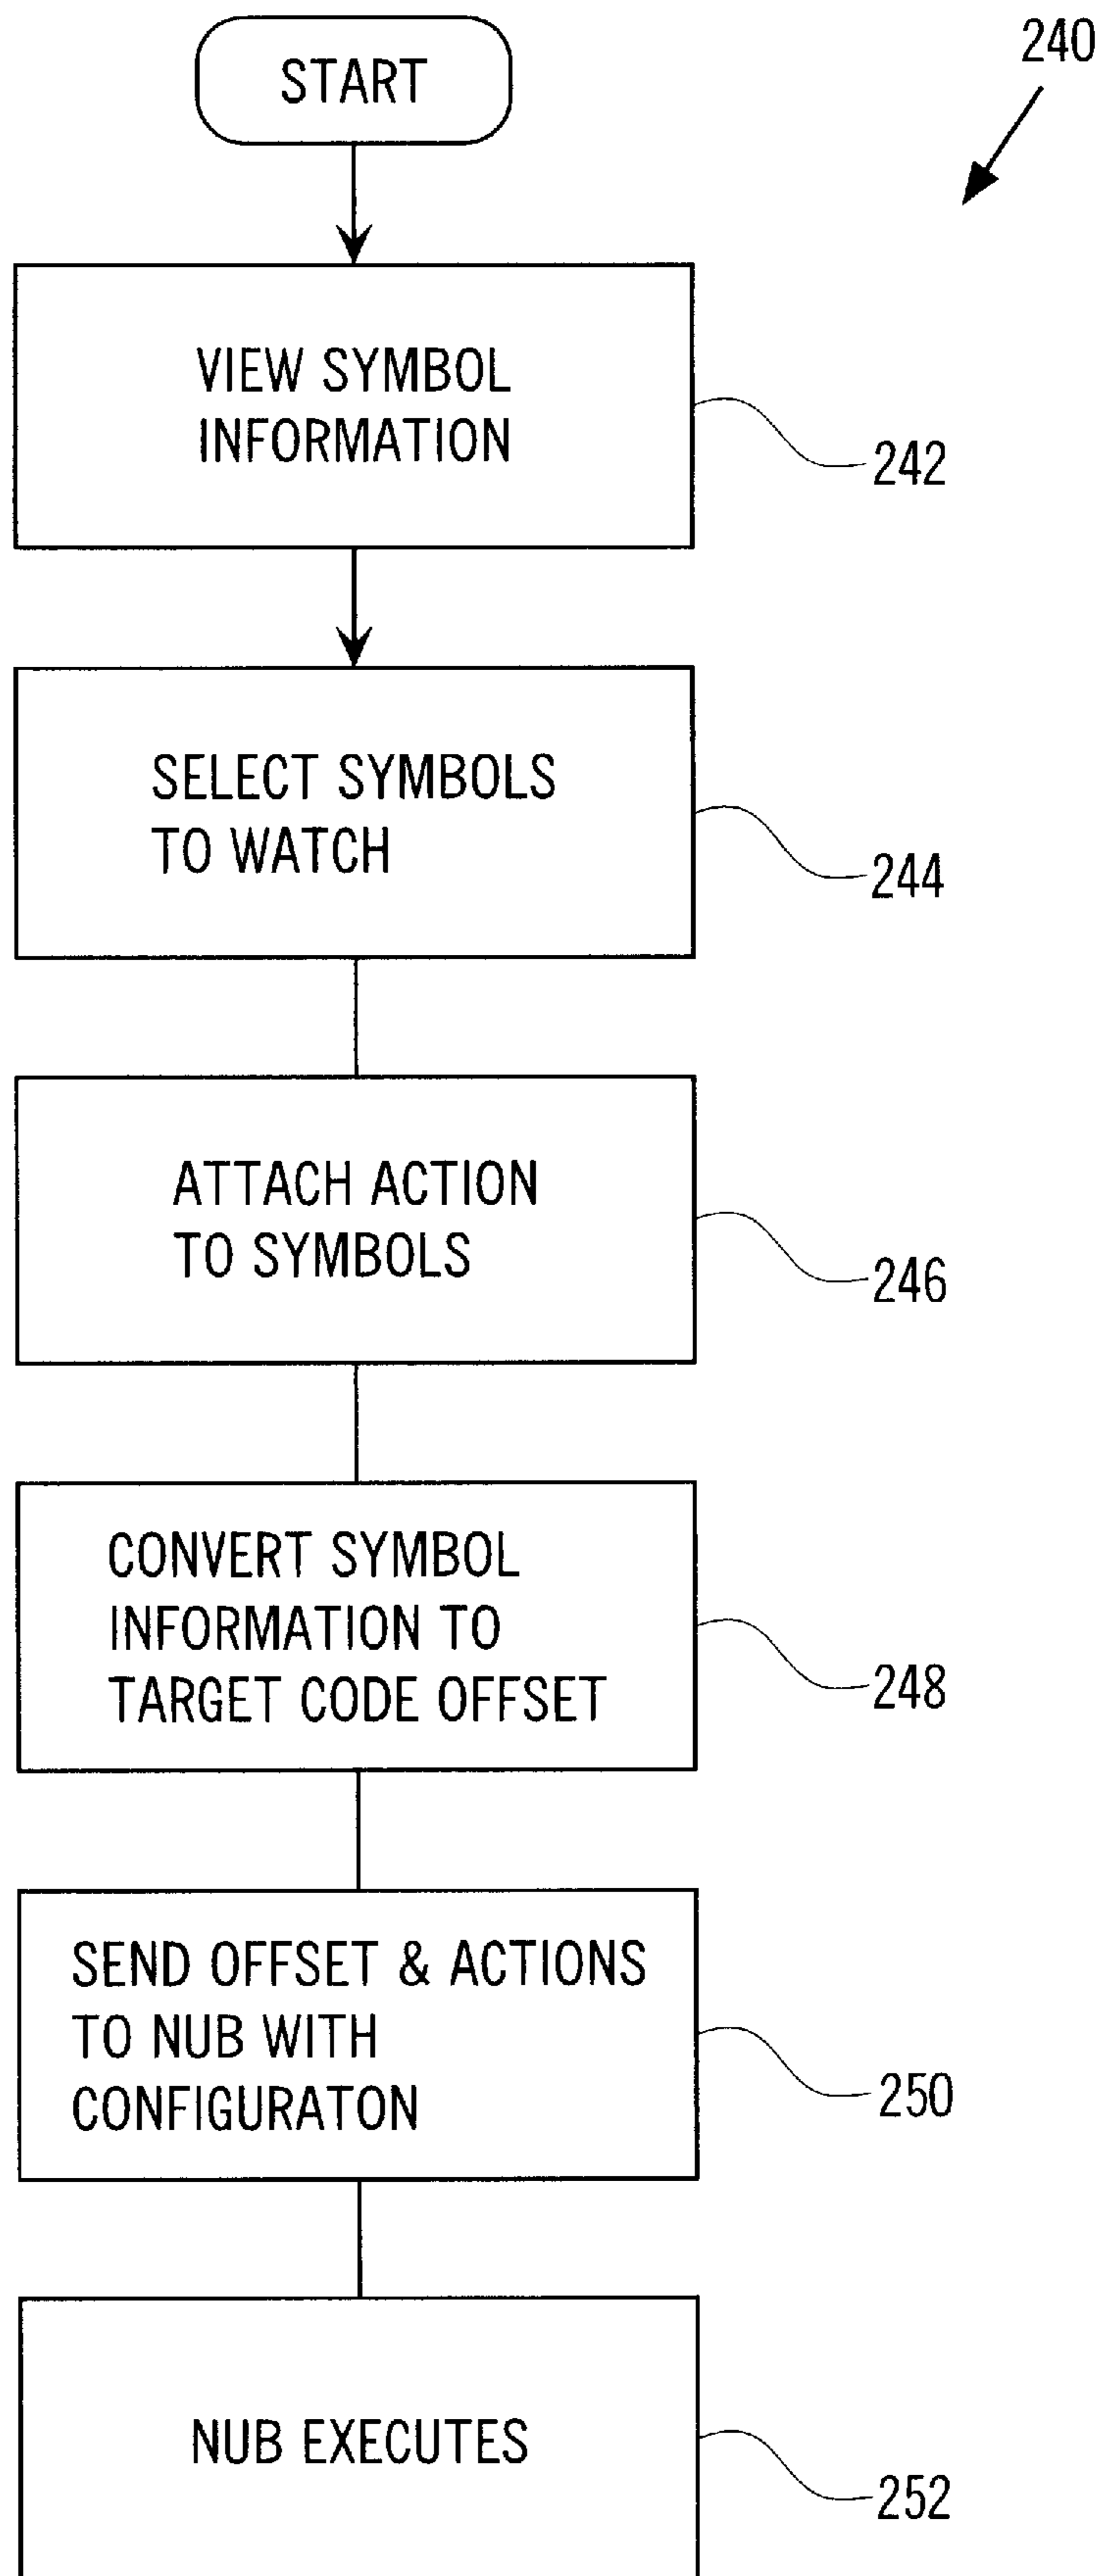 240
START
VIEW SYMBOL
INFORMATION
242
SELECT SYMBOLS
TO WATCH
244
ATTACH ACTION
TO SYMBOLS
246
CONVERT SYMBOL
INFORMATION TO
TARGET CODE OFFSET
248
SEND OFFSET & ACTIONS
TO NUB WITH
CONFIGURATON
250
NUB EXECUTES
252